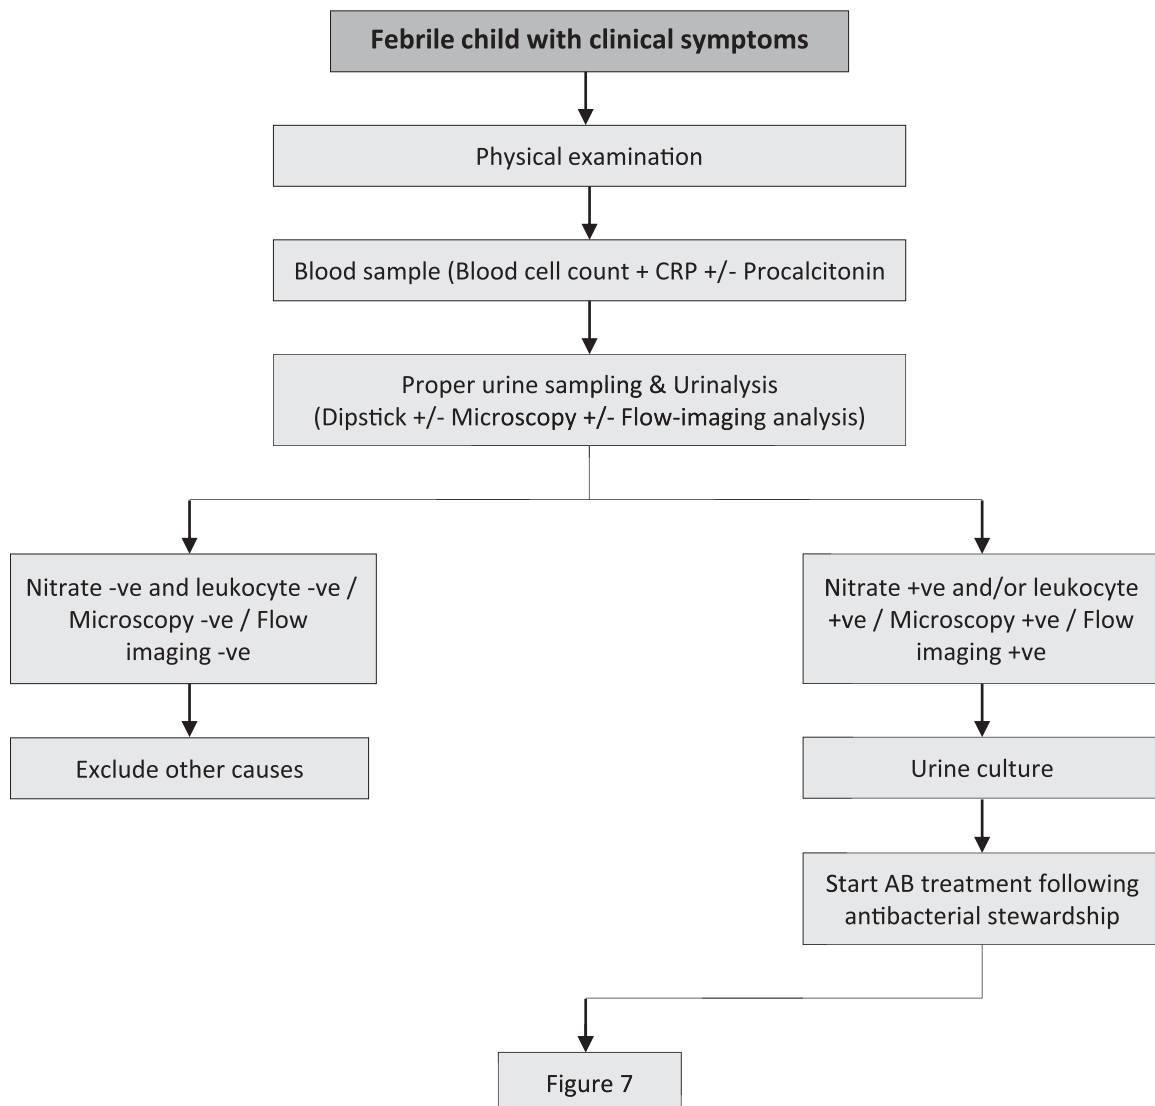 Febrile child with clinical symptoms
Physical examination
Blood sample (Blood cell count + CRP +/- Procalcitonin
Proper urine sampling & Urinalysis
(Dipstick +/- Microscopy +/- Flow-imaging analysis)
Nitrate -ve and leukocyte -ve /
Microscopy -ve / Flow
imaging -ve
Exclude other causes
Nitrate +ve and/or leukocyte
+ve / Microscopy +ve / Flow
imaging +ve
Urine culture
Start AB treatment following
antibacterial stewardship
Figure 7